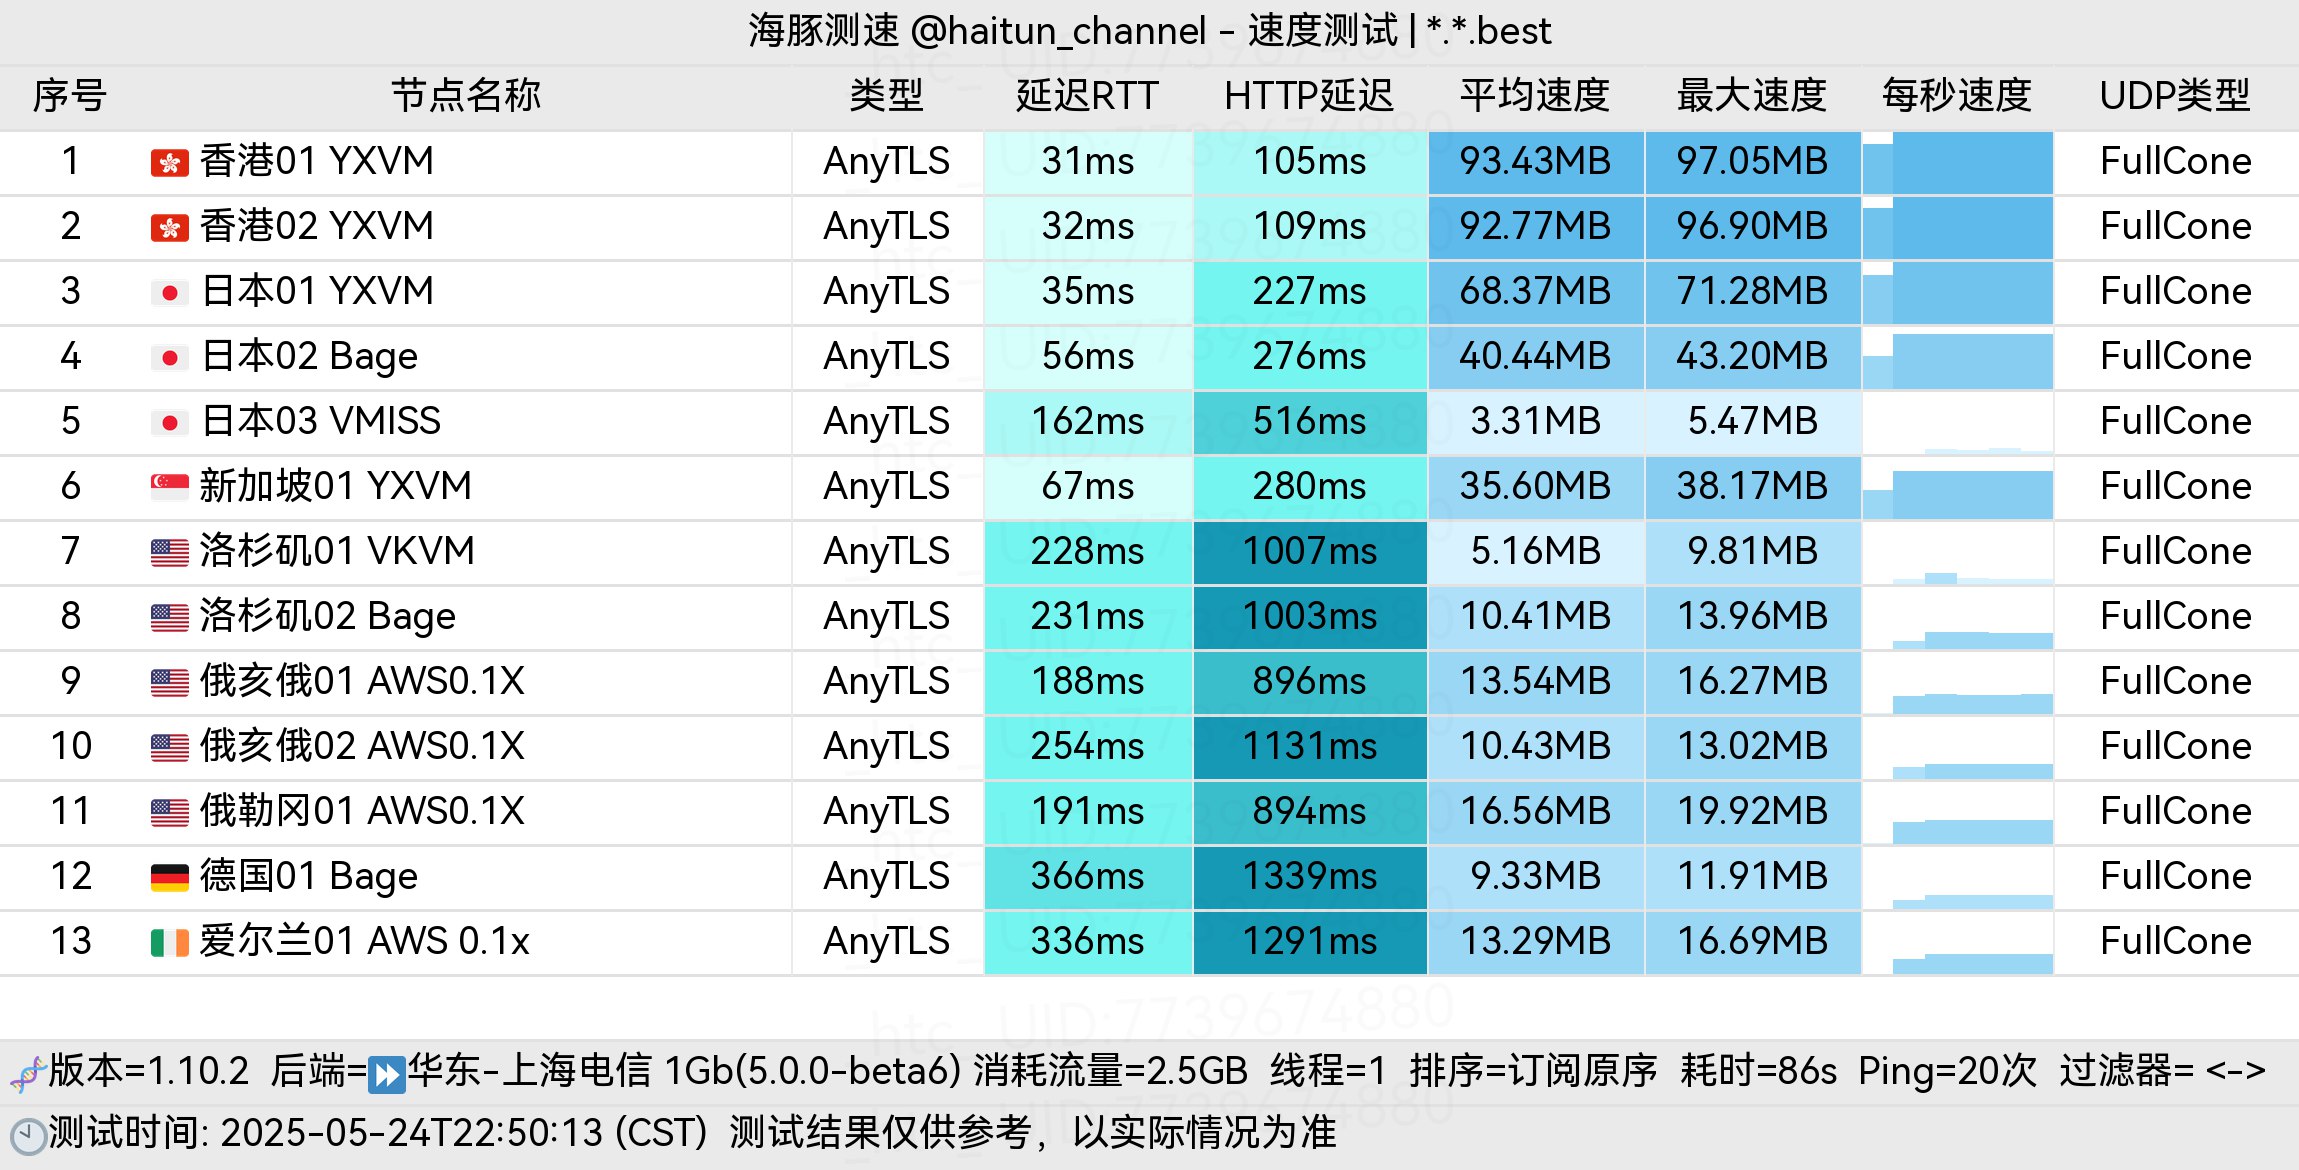 海豚测速 @haitun_channel - 速度测试 | *.*.best
序号 节点名称 类型 延迟RTT HTTP延迟 平均速度 最大速度 每秒速度 UDP类型
1 香港01 YXVM AnyTLS 31ms 105ms 93.43MB 97.05MB FullCone
2 香港02 YXVM AnyTLS 32ms 109ms 92.77MB 96.90MB FullCone
3 日本01 YXVM AnyTLS 35ms 227ms 68.37MB 71.28MB FullCone
4 日本02 Bage AnyTLS 56ms 276ms 40.44MB 43.20MB FullCone
5 日本03 VMISS AnyTLS 162ms 516ms 3.31MB 5.47MB FullCone
6 新加坡01 YXVM AnyTLS 67ms 280ms 35.60MB 38.17MB FullCone
7 洛杉矶01 VKVM AnyTLS 228ms 1007ms 5.16MB 9.81MB FullCone
8 洛杉矶02 Bage AnyTLS 231ms 1003ms 10.41MB 13.96MB FullCone
9 俄亥俄01 AWS0.1X AnyTLS 188ms 896ms 13.54MB 16.27MB FullCone
10 俄亥俄02 AWS0.1X AnyTLS 254ms 1131ms 10.43MB 13.02MB FullCone
11 俄勒冈01 AWS0.1X AnyTLS 191ms 894ms 16.56MB 19.92MB FullCone
12 德国01 Bage AnyTLS 366ms 1339ms 9.33MB 11.91MB FullCone
13 爱尔兰01 AWS 0.1x AnyTLS 336ms 1291ms 13.29MB 16.69MB FullCone
版本=1.10.2 后端=⏩华东-上海电信 1Gb(5.0.0-beta6) 消耗流量=2.5GB 线程=1 排序=订阅原序 耗时=86s Ping=20次 过滤器= <->
测试时间: 2025-05-24T22:50:13 (CST) 测试结果仅供参考，以实际情况为准